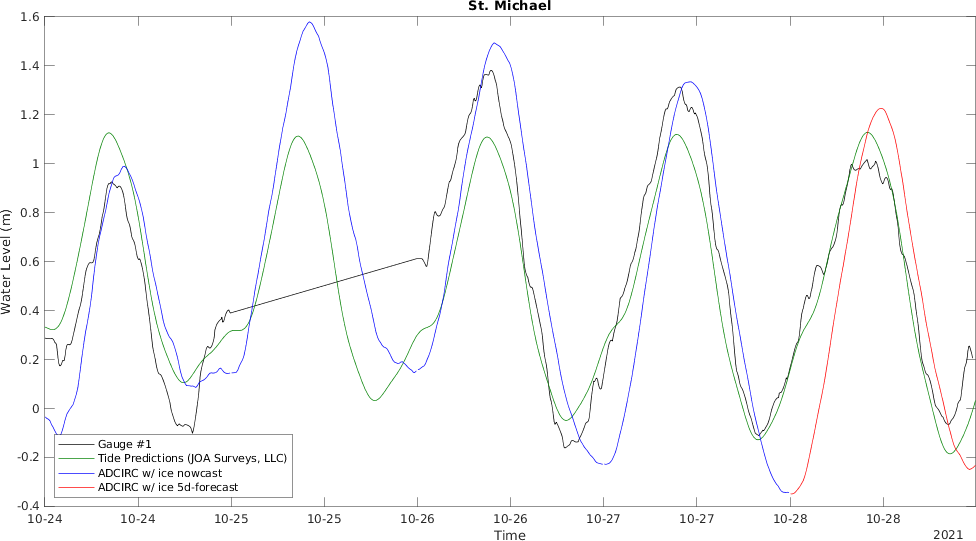 St. Michael
1.6
1.4
1.2
1
0.8
0.6
0.4
0.2
0
-0.2
-0.4
Water Level (m)
Gauge #1
Tide Predictions (JOA Surveys, LLC)
ADCIRC w/ ice nowcast
ADCIRC w/ ice 5d-forecast
10-24 10-24 10-25 10-25 10-26 10-26 10-27 10-27 10-28 10-28
Time
2021